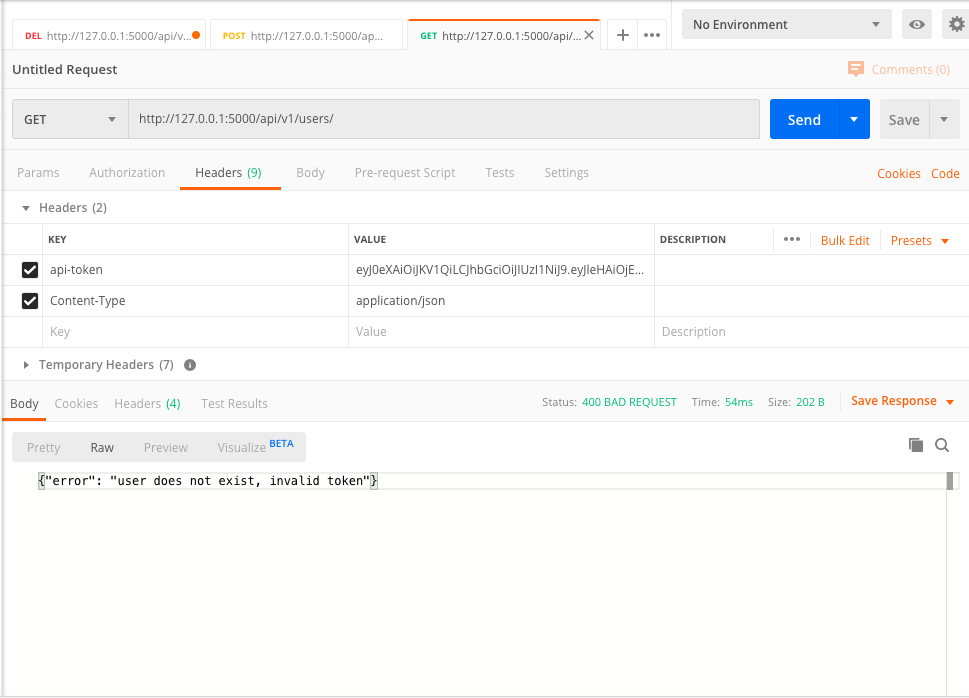 DEL http://127.0.0.1:5000/api/v... POST http://127.0.0.1:5000/ap... GET http://127.0.0.1:5000/api/... No Environment
Untitled Request Comments (0)
GET http://127.0.0.1:5000/api/v1/users/ Send Save
Params Authorization Headers (9) Body Pre-request Script Tests Settings Cookies Code
Headers (2)
KEY VALUE DESCRIPTION Bulk Edit Presets
api-token eyJ0eXAiOiJKV1QiLCJhbGciOiJIUzI1NiJ9.eyJleHAiOjE...
Content-Type application/json
Key Value Description
Temporary Headers (7)
Body Cookies Headers (4) Test Results Status: 400 BAD REQUEST Time: 54ms Size: 202 B Save Response
Pretty Raw Preview Visualize BETA
{"error": "user does not exist, invalid token"}